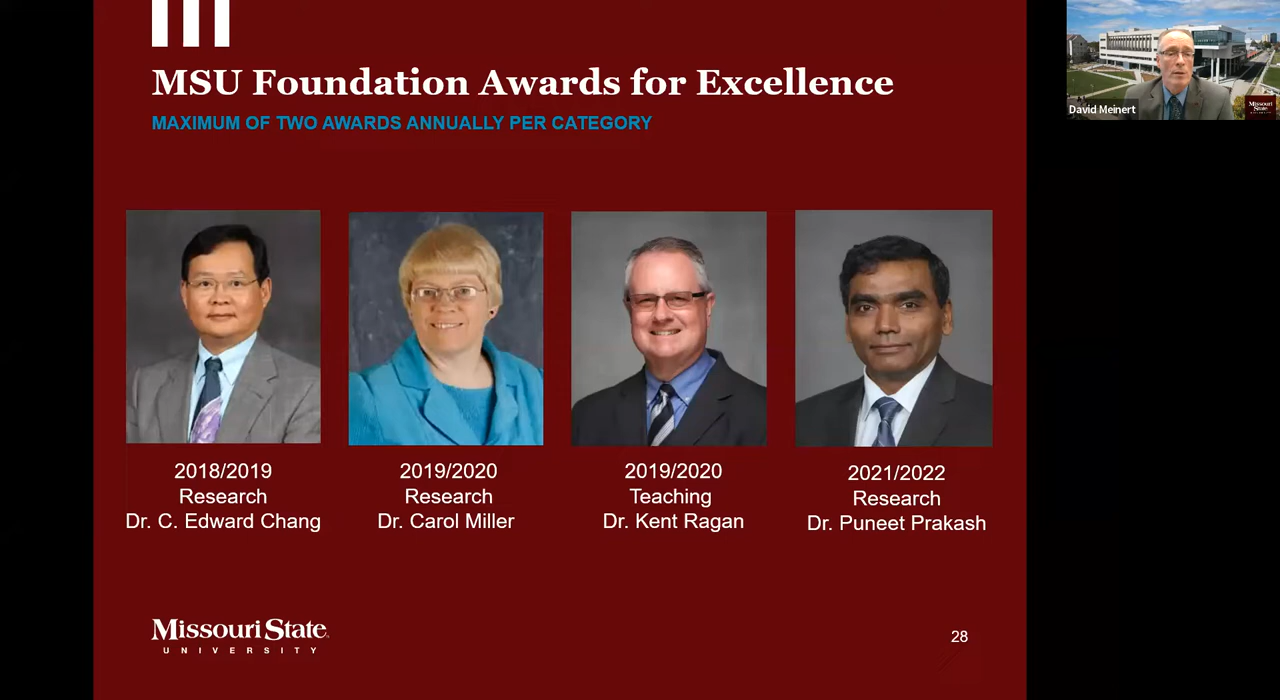 MSU Foundation Awards for Excellence
MAXIMUM OF TWO AWARDS ANNUALLY PER CATEGORY
2018/2019
Research
Dr. C. Edward Chang
2019/2020
Research
Dr. Carol Miller
2019/2020
Teaching
Dr. Kent Ragan
2021/2022
Research
Dr. Puneet Prakash
Missouri State
UNIVERSITY
28
David Meinert
Missouri
State